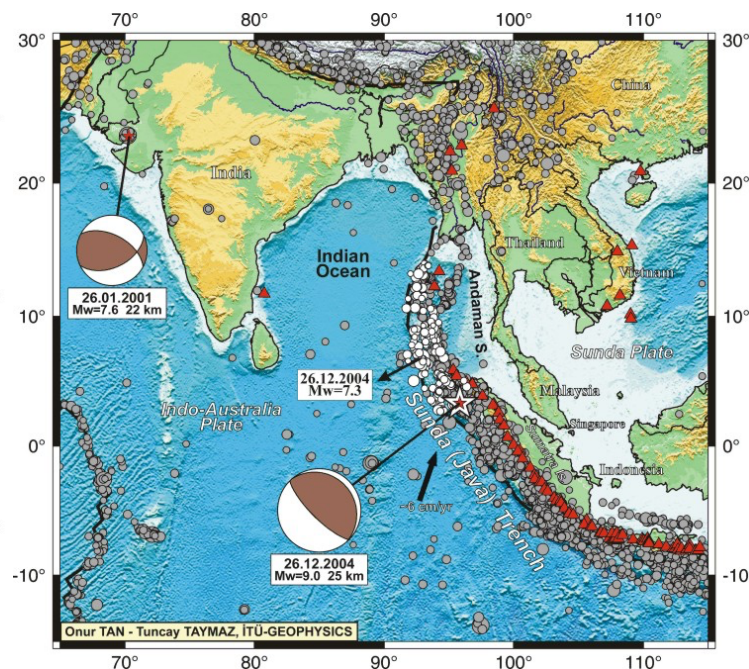 70° 80° 90° 100° 110°
30° 30°
China
India
20° 20°
Thailand
Indian
Ocean
Vietnam
26.01.2001
Mw=7.6 22 km
Andaman S.
10° 10°
Sunda Plate
26.12.2004
Mw=7.3
Malaysia
Indo-Australia
Plate
Sunda (Java) Trench
Singapore
0° 0°
Sumatra
Indonesia
~6 cm/yr
26.12.2004
Mw=9.0 25 km
-10° -10°
Onur TAN - Tuncay TAYMAZ, İTÜ-GEOPHYSICS
70° 80° 90° 100° 110°